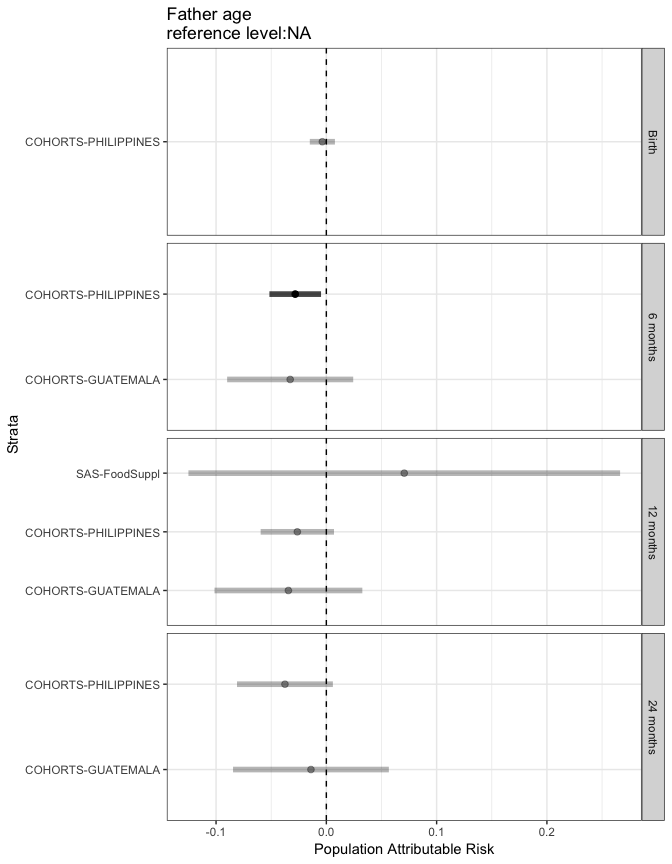 Father age
reference level:NA
COHORTS-PHILIPPINES
Birth
COHORTS-PHILIPPINES
COHORTS-GUATEMALA
6 months
SAS-FoodSuppl
COHORTS-PHILIPPINES
COHORTS-GUATEMALA
12 months
COHORTS-PHILIPPINES
COHORTS-GUATEMALA
24 months
Strata
-0.1 0.0 0.1 0.2
Population Attributable Risk